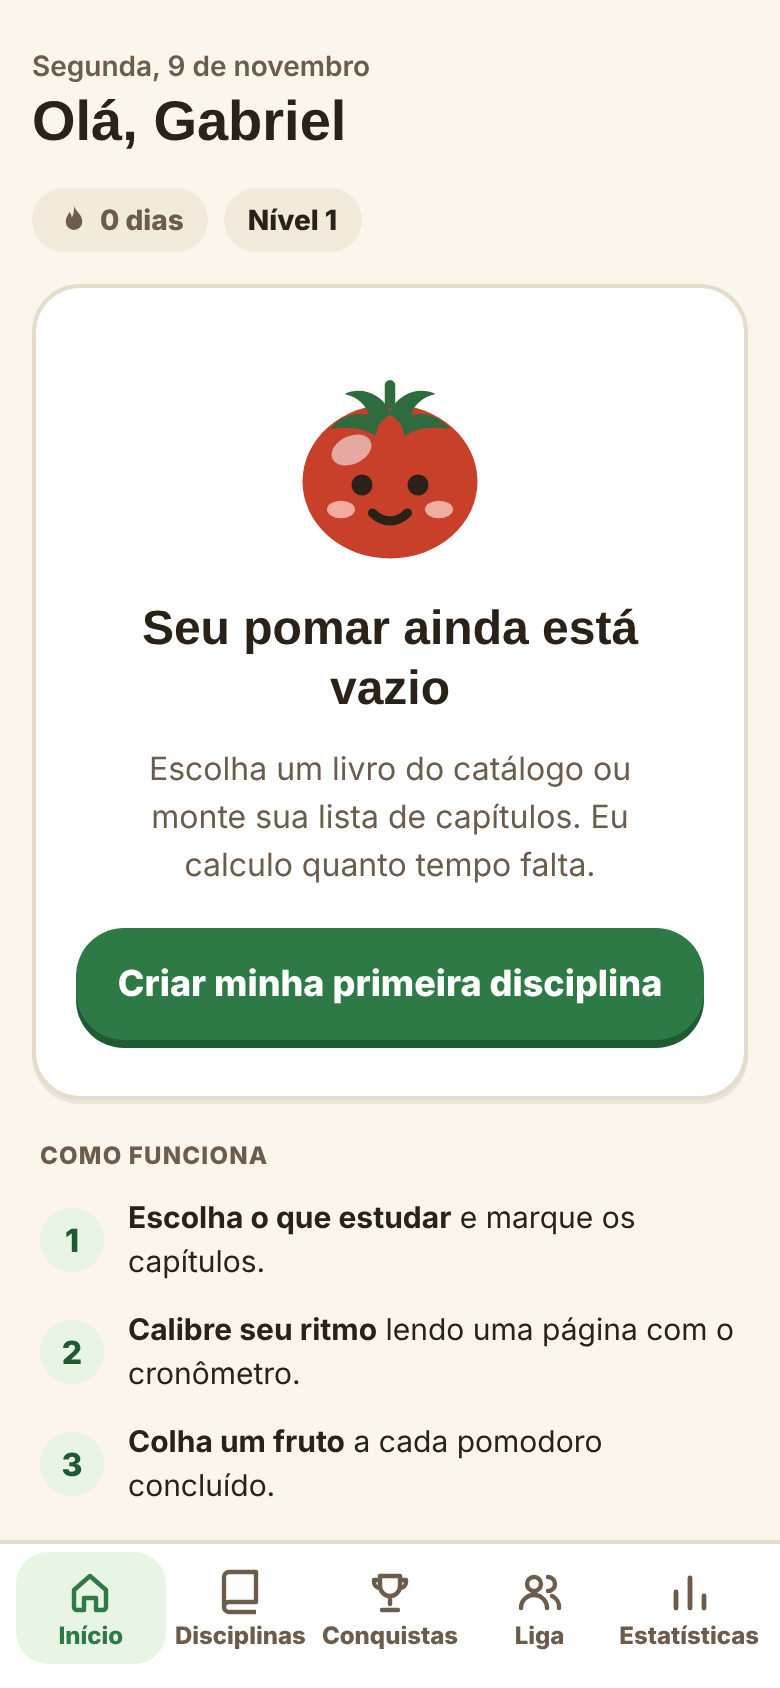 Segunda, 9 de novembro
Olá, Gabriel
0 dias
Nível 1
Seu pomar ainda está
vazio
Escolha um livro do catálogo ou
monte sua lista de capítulos. Eu
calculo quanto tempo falta.
Criar minha primeira disciplina
COMO FUNCIONA
1
Escolha o que estudar e marque os
capítulos.
2
Calibre seu ritmo lendo uma página com o
cronômetro.
3
Colha um fruto a cada pomodoro
concluído.
Início
Disciplinas
Conquistas
Liga
Estatísticas